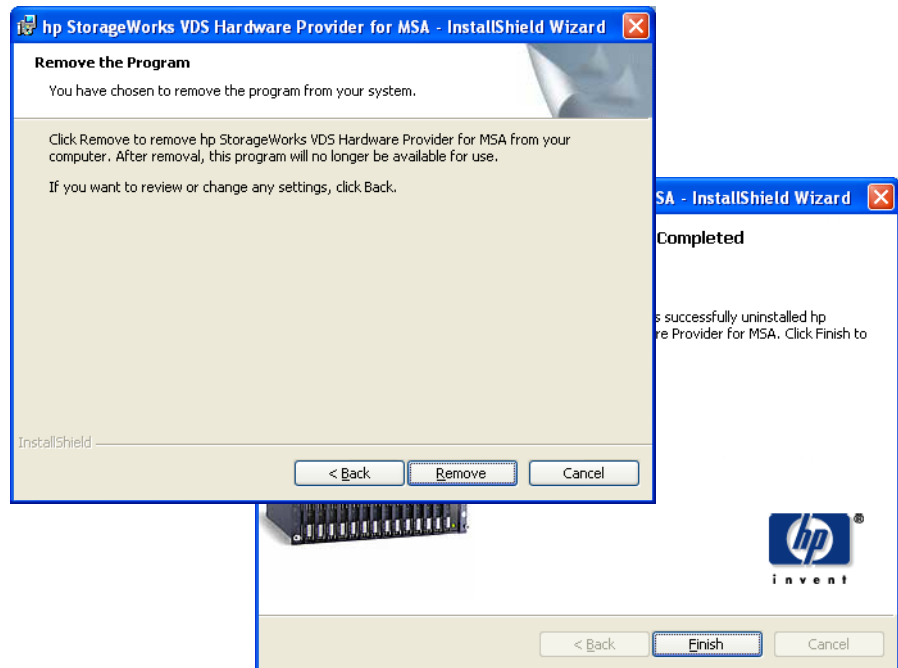 hp StorageWorks VDS Hardware Provider for MSA - InstallShield Wizard
Remove the Program
You have chosen to remove the program from your system.
Click Remove to remove hp StorageWorks VDS Hardware Provider for MSA from your
computer. After removal, this program will no longer be available for use.
If you want to review or change any settings, click Back.
InstallShield
< Back
Remove
Cancel
SA - InstallShield Wizard
Completed
s successfully uninstalled hp
re Provider for MSA. Click Finish to
hp ®
invent
< Back
Finish
Cancel